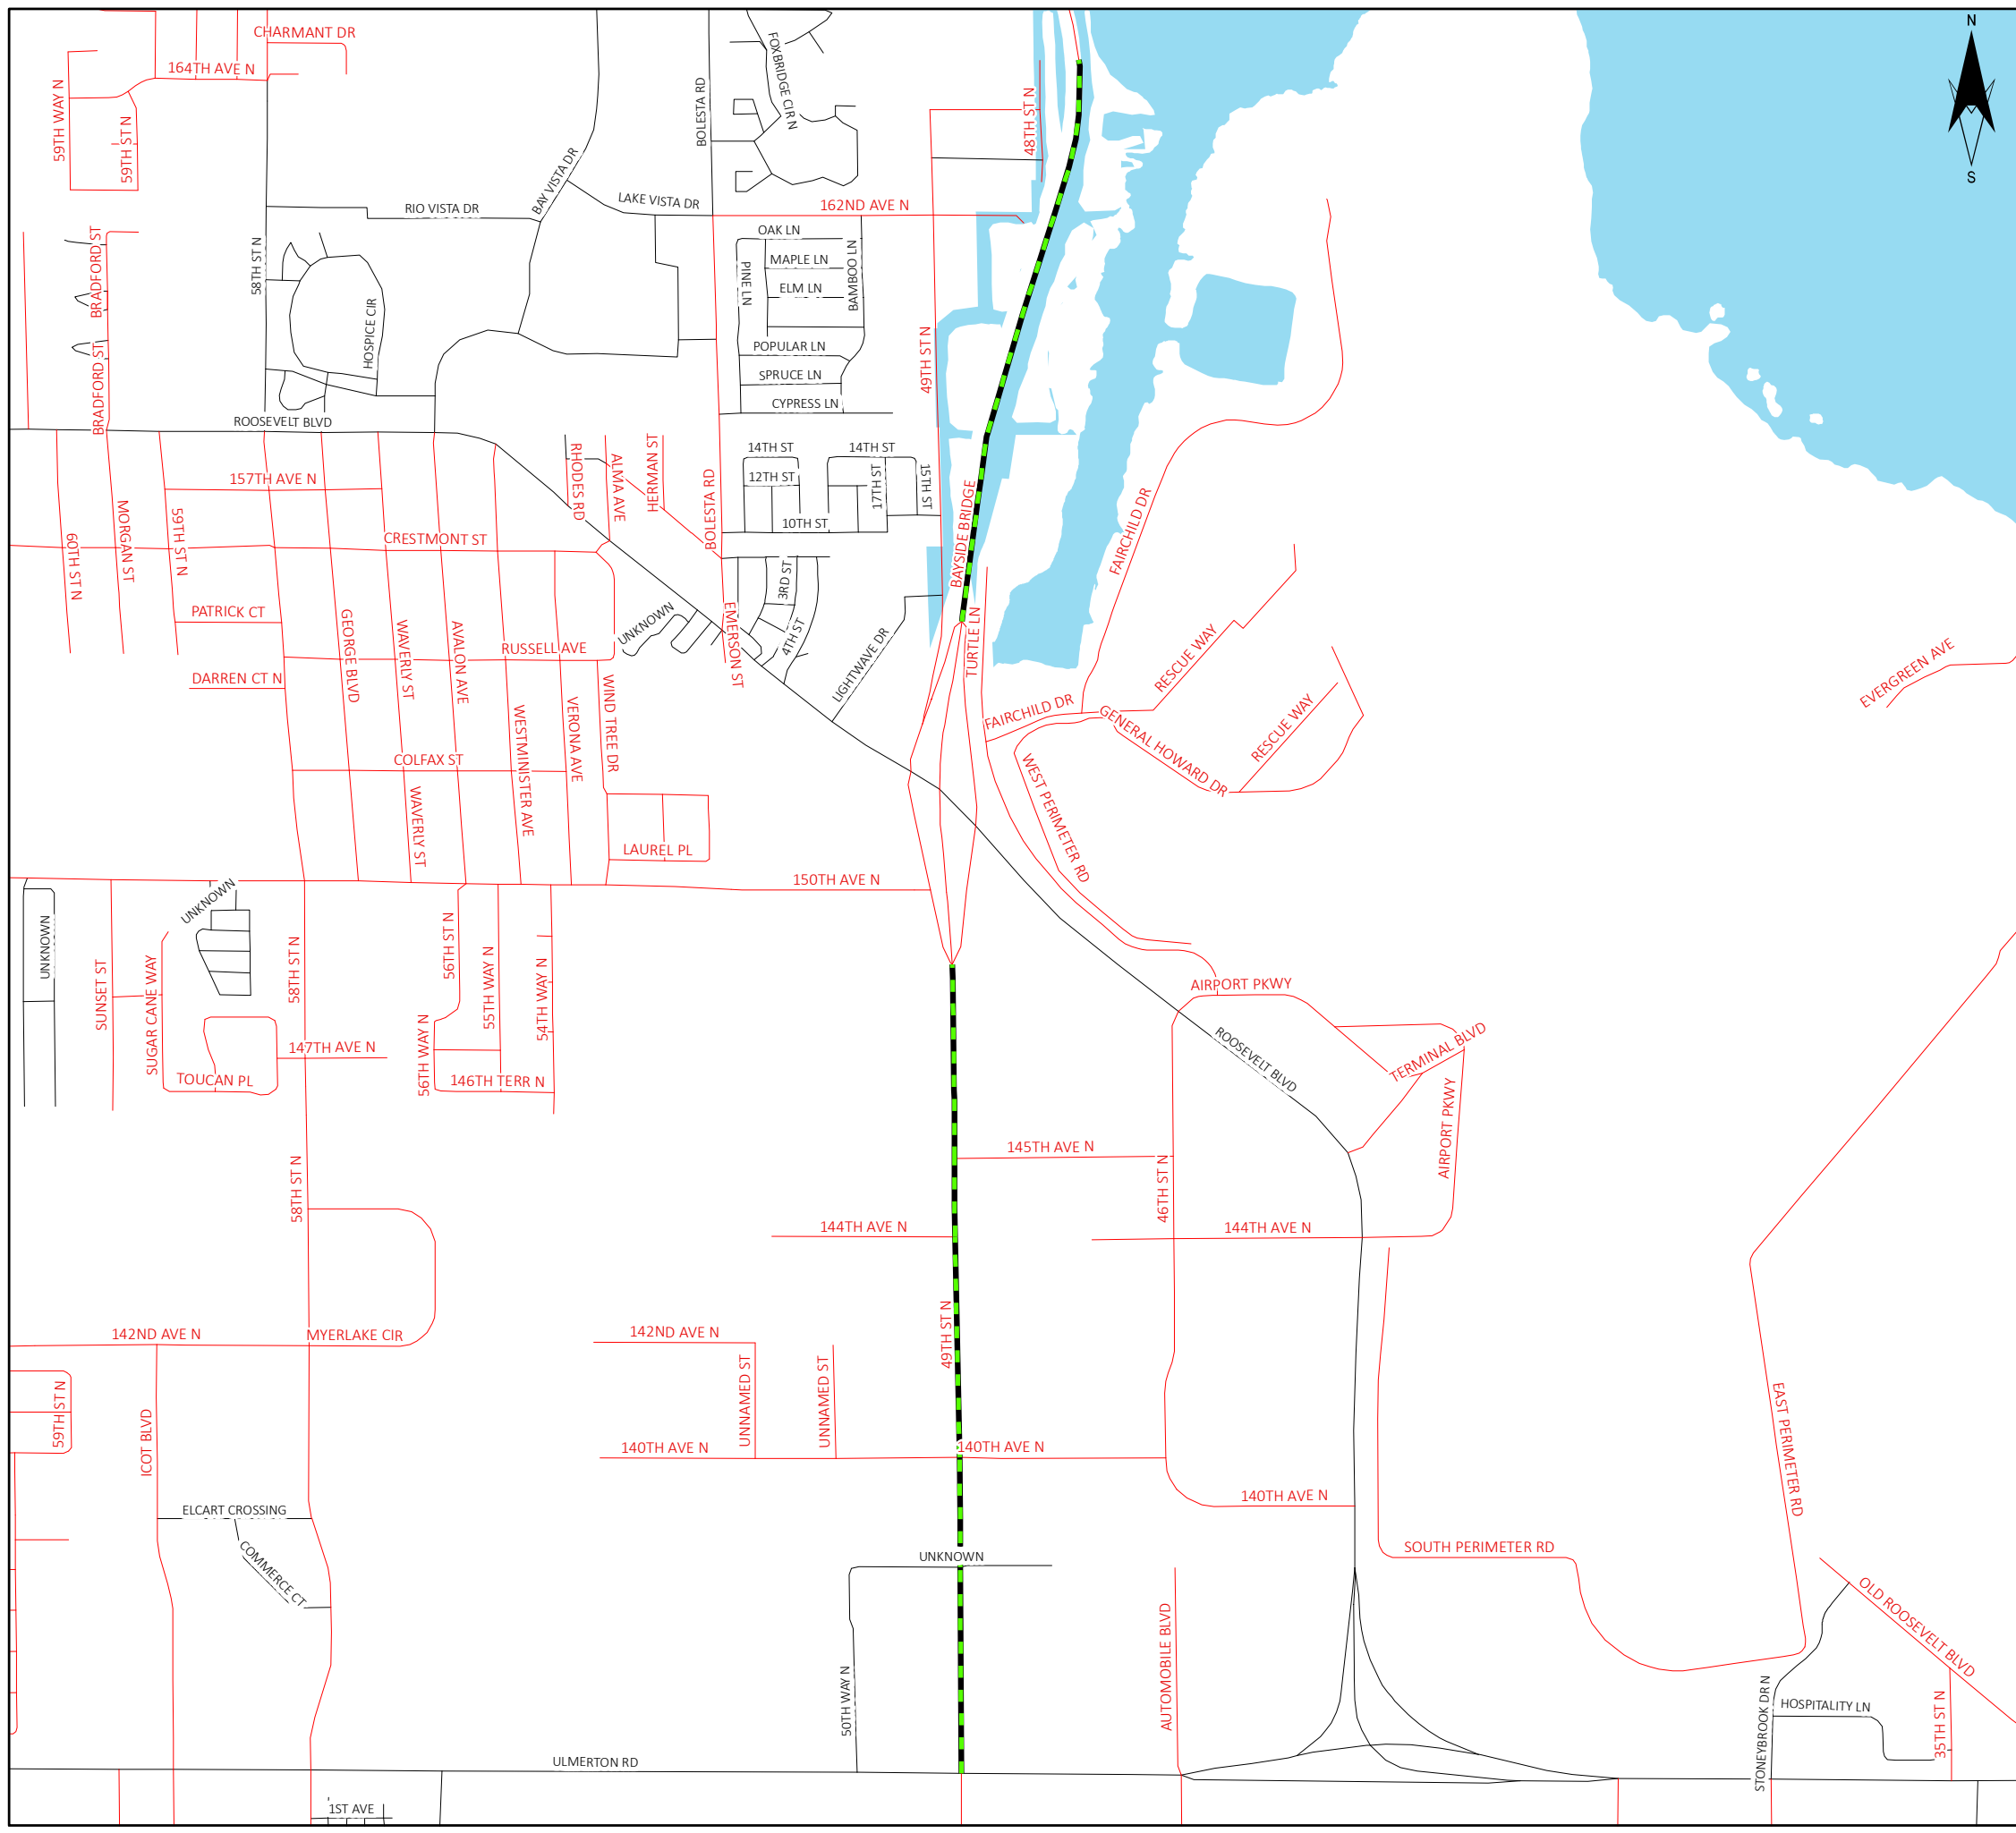 CHARMANT DR
N
164TH AVE N
59TH WAY N
59TH ST N
BOLESTA RD
FOXBRIDGE CIR N
48TH ST N
S
BAY VISTA DR
RIO VISTA DR
LAKE VISTA DR
162ND AVE N
BRADFORD ST
58TH ST N
OAK LN
MAPLE LN
PINE LN
ELM LN
BAMBOO LN
HOSPICE CIR
POPULAR LN
SPRUCE LN
CYPRESS LN
49TH ST N
BRADFORD ST
ROOSEVELT BLVD
157TH AVE N
RHODES RD
ALMA AVE
HERMAN ST
BOLESTA RD
14TH ST
14TH ST
12TH ST
17TH ST
15TH ST
10TH ST
BAYSIDE BRIDGE
FAIRCHILD DR
60TH ST N
MORGAN ST
59TH ST N
CRESTMONT ST
PATRICK CT
GEORGE BLVD
WAVERLY ST
AVALON AVE
RUSSELL AVE
UNKNOWN
EMERSON ST
3RD ST
4TH ST
LIGHTWAVE DR
TURTLE LN
RESCUE WAY
EVERGREEN AVE
DARREN CT N
WESTMINISTER AVE
VERONA AVE
WIND TREE DR
FAIRCHILD DR
GENERAL HOWARD DR
RESCUE WAY
COLFAX ST
WAVERLY ST
WEST PERIMETER RD
LAUREL PL
150TH AVE N
UNKNOWN
UNKNOWN
SUNSET ST
SUGAR CANE WAY
58TH ST N
56TH ST N
55TH WAY N
54TH WAY N
AIRPORT PKWY
147TH AVE N
56TH WAY N
TOUCAN PL
146TH TERR N
ROOSEVELT BLVD
TERMINAL BLVD
AIRPORT PKWY
145TH AVE N
58TH ST N
46TH ST N
144TH AVE N
144TH AVE N
49TH ST N
142ND AVE N
MYERLAKE CIR
142ND AVE N
59TH ST N
ICOT BLVD
UNNAMED ST
UNNAMED ST
EAST PERIMETER RD
140TH AVE N
140TH AVE N
140TH AVE N
ELCART CROSSING
COMMERCE CT
UNKNOWN
SOUTH PERIMETER RD
OLD ROOSEVELT BLVD
50TH WAY N
AUTOMOBILE BLVD
STONEYBROOK DR N
HOSPITALITY LN
35TH ST N
ULMERTON RD
1ST AVE